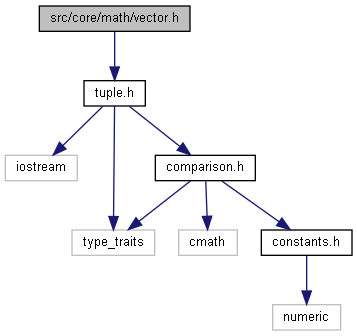 src/core/math/vector.h
tuple.h
iostream
comparison.h
type_traits
cmath
constants.h
numeric